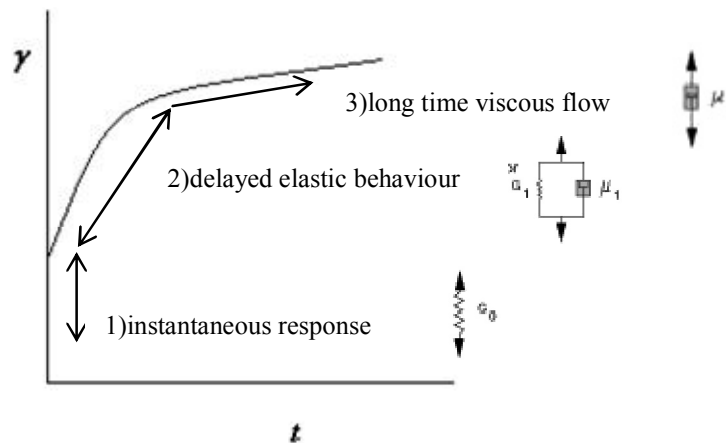 γ
3)long time viscous flow
μ
2)delayed elastic behaviour
G₁
μ₁
1)instantaneous response
G₀
t